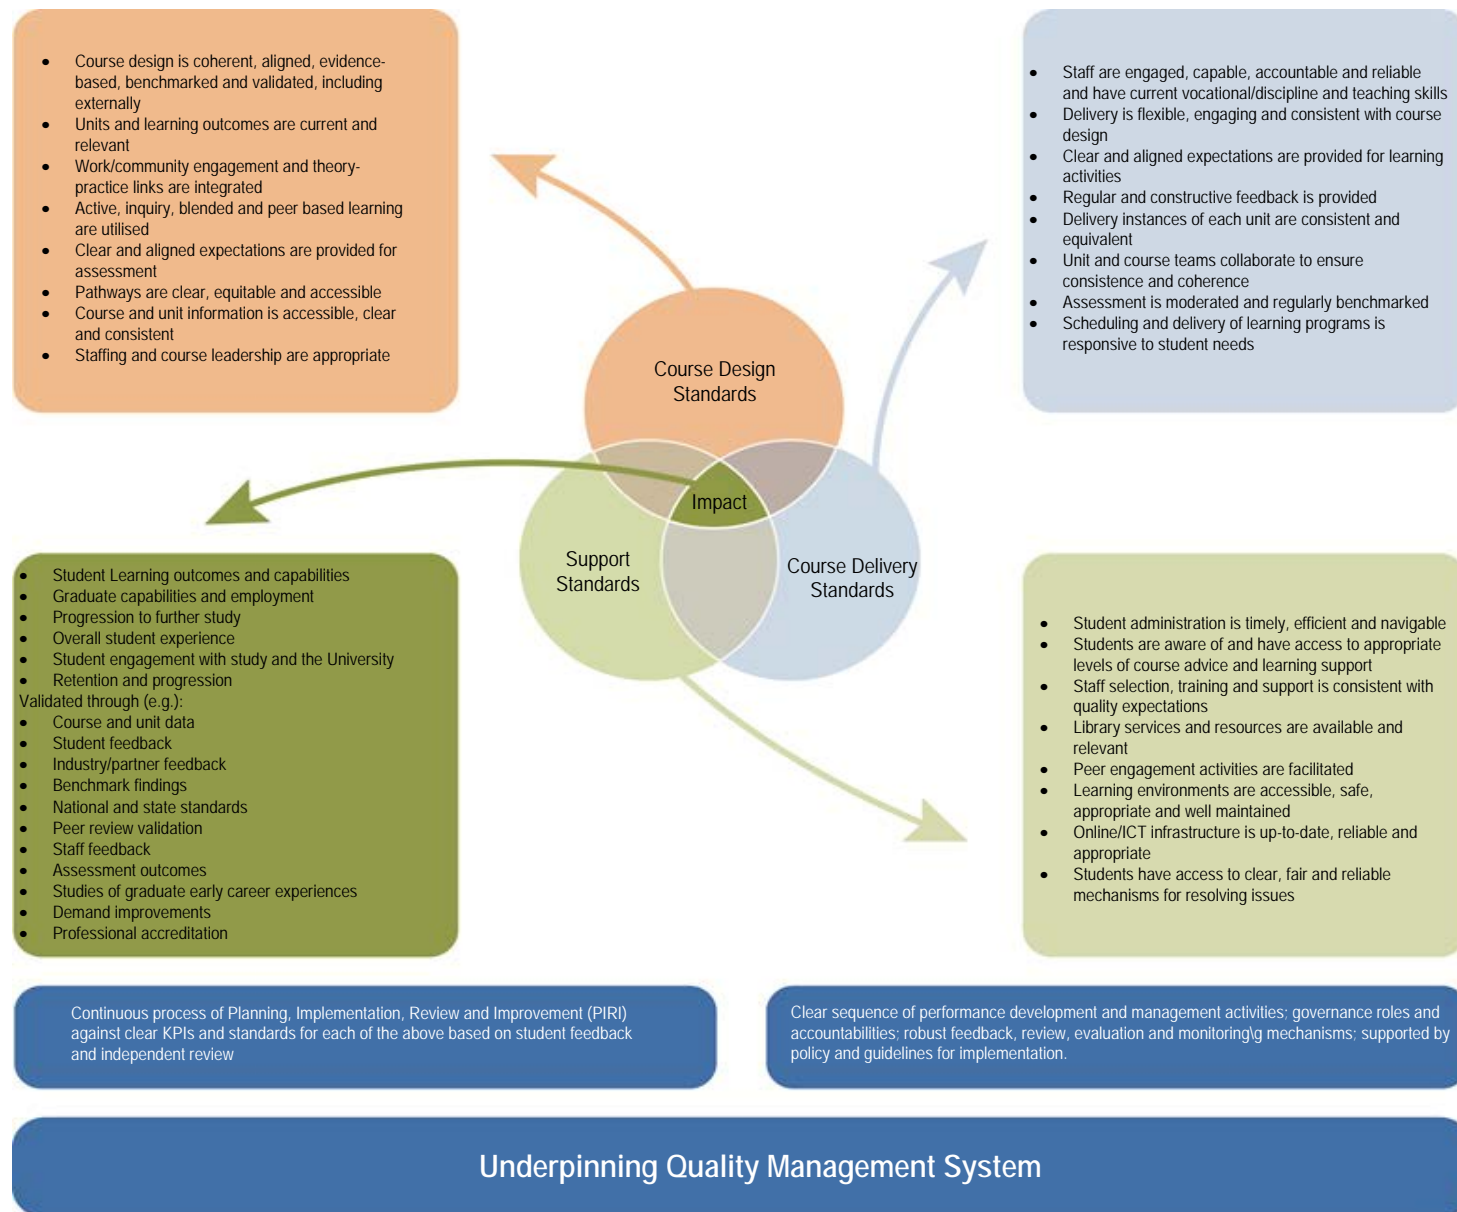 • Course design is coherent, aligned, evidence-
based, benchmarked and validated, including
externally
• Units and learning outcomes are current and
relevant
• Work/community engagement and theory-
practice links are integrated
• Active, inquiry, blended and peer based learning
are utilised
• Clear and aligned expectations are provided for
assessment
• Pathways are clear, equitable and accessible
• Course and unit information is accessible, clear
and consistent
• Staffing and course leadership are appropriate
• Staff are engaged, capable, accountable and reliable
and have current vocational/discipline and teaching skills
• Delivery is flexible, engaging and consistent with course
design
• Clear and aligned expectations are provided for learning
activities
• Regular and constructive feedback is provided
• Delivery instances of each unit are consistent and
equivalent
• Unit and course teams collaborate to ensure
consistence and coherence
• Assessment is moderated and regularly benchmarked
• Scheduling and delivery of learning programs is
responsive to student needs
Course Design
Standards
Impact
Support
Standards
Course Delivery
Standards
• Student Learning outcomes and capabilities
• Graduate capabilities and employment
• Progression to further study
• Overall student experience
• Student engagement with study and the University
• Retention and progression
Validated through (e.g.):
• Course and unit data
• Student feedback
• Industry/partner feedback
• Benchmark findings
• National and state standards
• Peer review validation
• Staff feedback
• Assessment outcomes
• Studies of graduate early career experiences
• Demand improvements
• Professional accreditation
• Student administration is timely, efficient and navigable
• Students are aware of and have access to appropriate
levels of course advice and learning support
• Staff selection, training and support is consistent with
quality expectations
• Library services and resources are available and
relevant
• Peer engagement activities are facilitated
• Learning environments are accessible, safe,
appropriate and well maintained
• Online/ICT infrastructure is up-to-date, reliable and
appropriate
• Students have access to clear, fair and reliable
mechanisms for resolving issues
Continuous process of Planning, Implementation, Review and Improvement (PIRI)
against clear KPIs and standards for each of the above based on student feedback
and independent review
Clear sequence of performance development and management activities; governance roles and
accountabilities; robust feedback, review, evaluation and monitoring\g mechanisms; supported by
policy and guidelines for implementation.
Underpinning Quality Management System